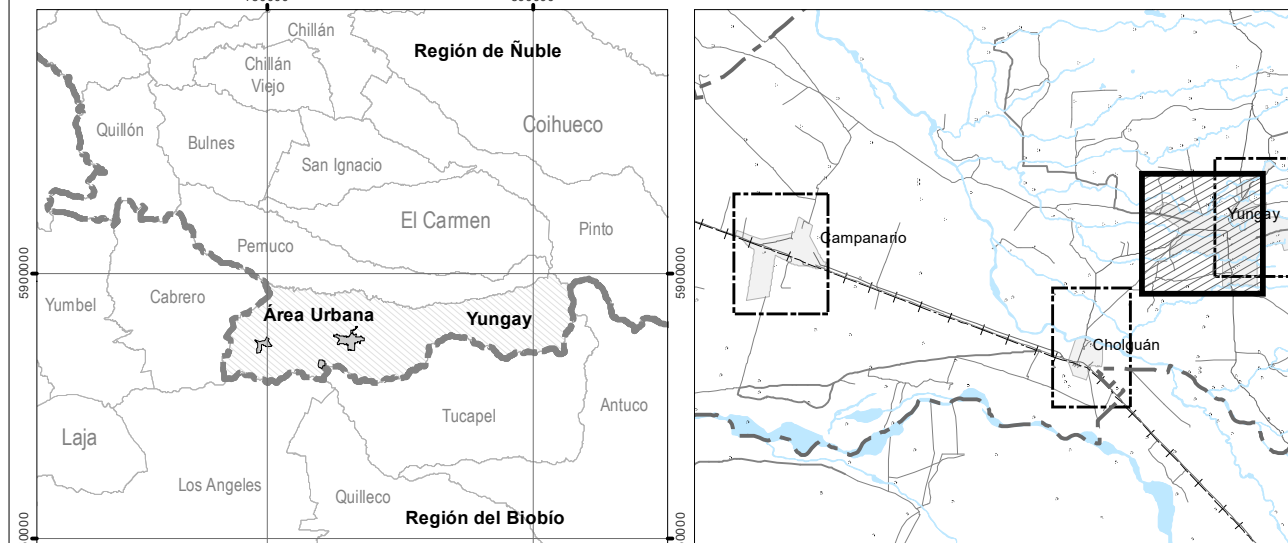 Chillán
Región de Ñuble
Chillán
Viejo
Coihueco
Quillón
Bulnes
San Ignacio
El Carmen
Pinto
Pemuco
Yumbel
Cabrero
Área Urbana
Yungay
Tucapel
Antuco
Laja
Los Angeles
Quilleco
Región del Biobío
5900000
5900000
Campanario
Yungay
Cholguán